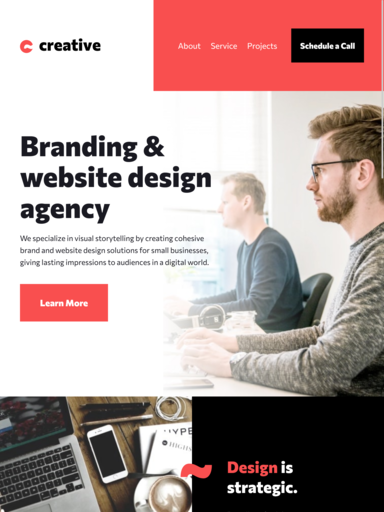 creative
About Service Projects Schedule a Call
Branding &
website design
agency
We specialize in visual storytelling by creating cohesive
brand and website design solutions for small businesses,
giving lasting impressions to audiences in a digital world.
Learn More
Design is
strategic.